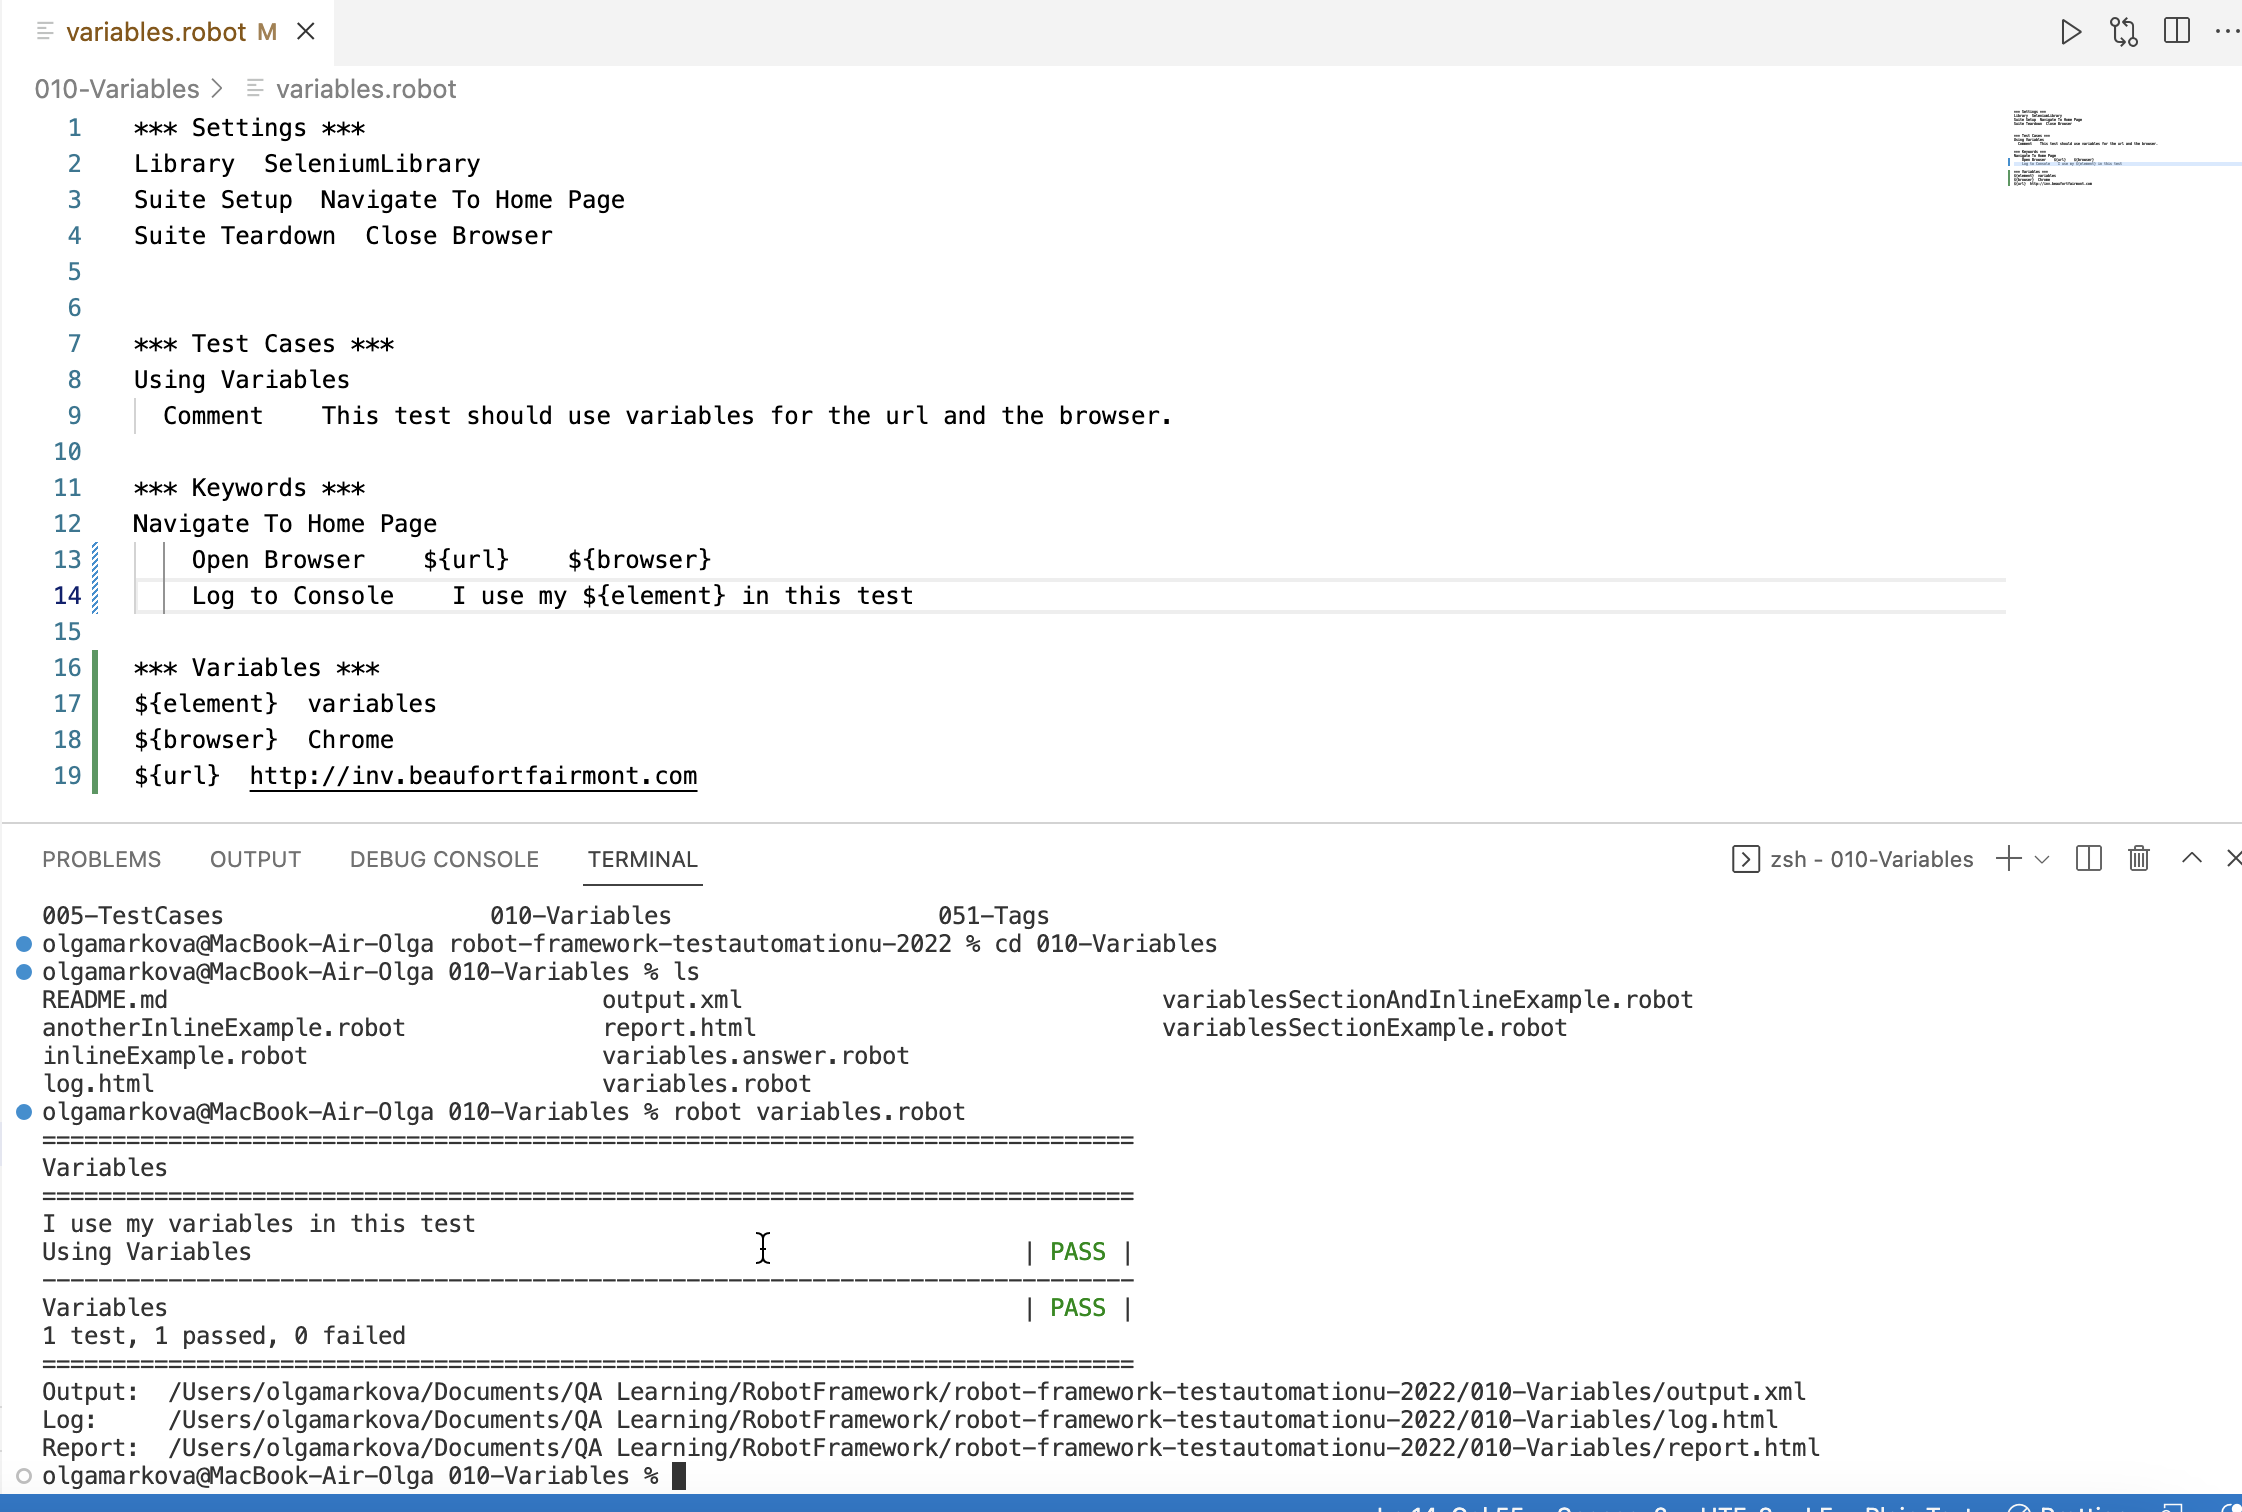 variables.robot M
010-Variables > variables.robot
1 *** Settings ***
2 Library  SeleniumLibrary
3 Suite Setup  Navigate To Home Page
4 Suite Teardown  Close Browser
5
6
7 *** Test Cases ***
8 Using Variables
9   Comment    This test should use variables for the url and the browser.
10
11 *** Keywords ***
12 Navigate To Home Page
13     Open Browser    ${url}    ${browser}
14     Log to Console    I use my ${element} in this test
15
16 *** Variables ***
17 ${element}  variables
18 ${browser}  Chrome
19 ${url}  http://inv.beaufortfairmont.com
PROBLEMS OUTPUT DEBUG CONSOLE TERMINAL zsh - 010-Variables
005-TestCases 010-Variables 051-Tags
olgamarkova@MacBook-Air-Olga robot-framework-testautomationu-2022 % cd 010-Variables
olgamarkova@MacBook-Air-Olga 010-Variables % ls
README.md output.xml variablesSectionAndInlineExample.robot
anotherInlineExample.robot report.html variablesSectionExample.robot
inlineExample.robot variables.answer.robot
log.html variables.robot
olgamarkova@MacBook-Air-Olga 010-Variables % robot variables.robot
==============================================================================
Variables
==============================================================================
I use my variables in this test
Using Variables | PASS |
------------------------------------------------------------------------------
Variables | PASS |
1 test, 1 passed, 0 failed
==============================================================================
Output:  /Users/olgamarkova/Documents/QA Learning/RobotFramework/robot-framework-testautomationu-2022/010-Variables/output.xml
Log:     /Users/olgamarkova/Documents/QA Learning/RobotFramework/robot-framework-testautomationu-2022/010-Variables/log.html
Report:  /Users/olgamarkova/Documents/QA Learning/RobotFramework/robot-framework-testautomationu-2022/010-Variables/report.html
olgamarkova@MacBook-Air-Olga 010-Variables %